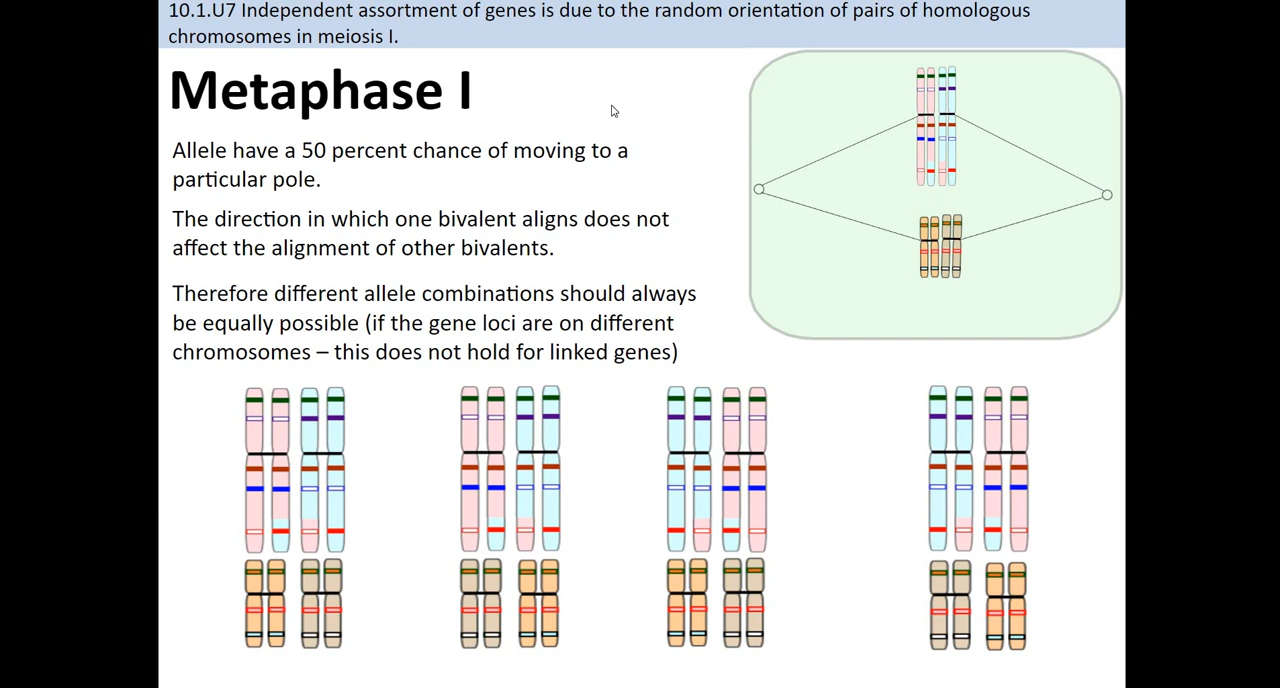 10.1.U7 Independent assortment of genes is due to the random orientation of pairs of homologous
chromosomes in meiosis I.
Metaphase I
Allele have a 50 percent chance of moving to a
particular pole.
The direction in which one bivalent aligns does not
affect the alignment of other bivalents.
Therefore different allele combinations should always
be equally possible (if the gene loci are on different
chromosomes – this does not hold for linked genes)